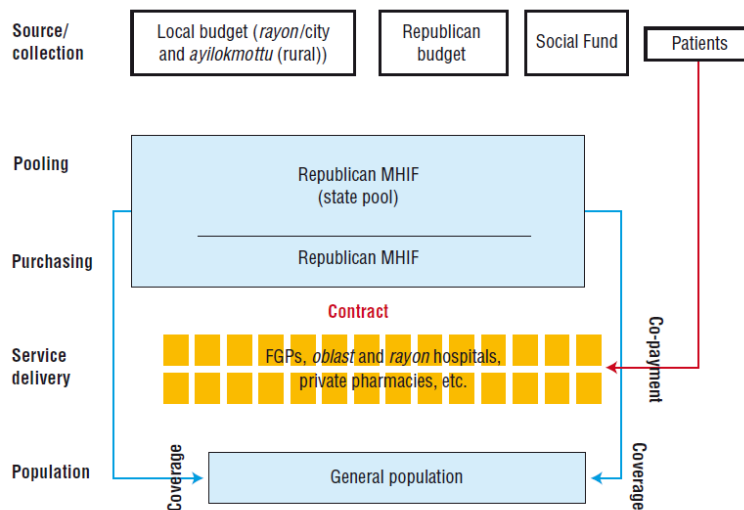 Source/
collection
Local budget (rayon/city
and ayilokmottu (rural))
Republican
budget
Social Fund
Patients
Pooling
Republican MHIF
(state pool)
Purchasing
Republican MHIF
Contract
Service
delivery
FGPs, oblast and rayon hospitals,
private pharmacies, etc.
Co-payment
Population
Coverage
General population
Coverage